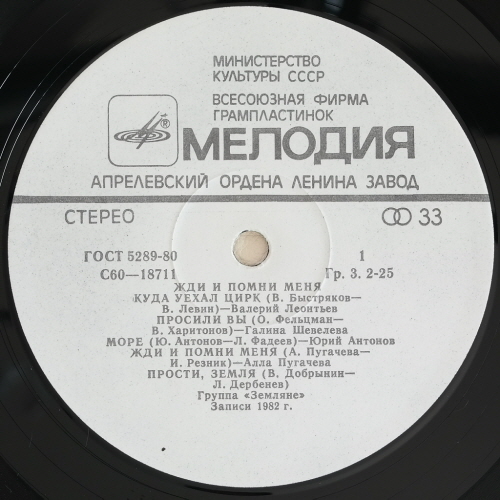 МИНИСТЕРСТВО
КУЛЬТУРЫ СССР
ВСЕСОЮЗНАЯ ФИРМА
ГРАМПЛАСТИНОК
®
МЕЛОДИЯ
АПРЕЛЕВСКИЙ ОРДЕНА ЛЕНИНА ЗАВОД
СТЕРЕО 33
ГОСТ 5289-80 1
С60—18711 Гр. 3. 2-25
ЖДИ И ПОМНИ МЕНЯ
КУДА УЕХАЛ ЦИРК (В. Быстряков—
В. Левин)—Валерий Леонтьев
ПРОСИЛИ ВЫ (О. Фельцман—
В. Харитонов)—Галина Шевелева
МОРЕ (Ю. Антонов—Л. Фадеев)—Юрий Антонов
ЖДИ И ПОМНИ МЕНЯ (А. Пугачева—
И. Резник)—Алла Пугачева
ПРОСТИ, ЗЕМЛЯ (В. Добрынин—
Л. Дербенев)
Группа «Земляне»
Записи 1982 г.